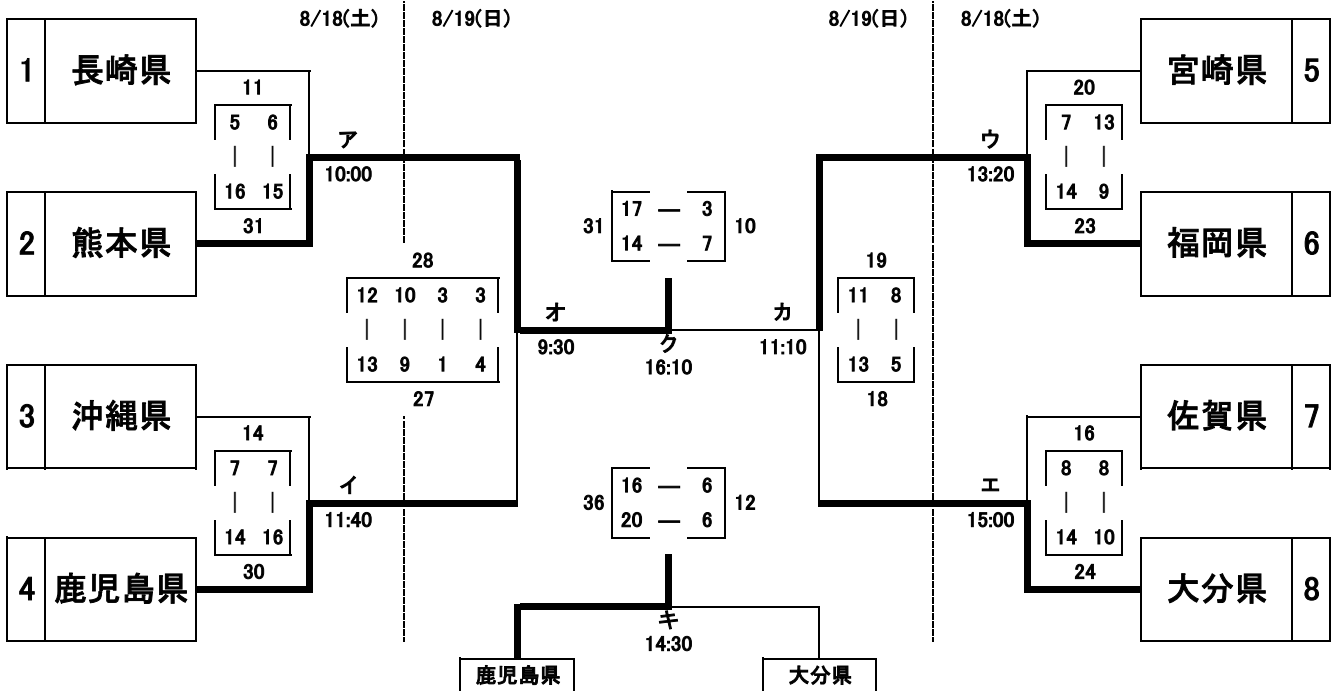 8/18(土) 8/19(日) 8/19(日) 8/18(土)
1 長崎県
11
5 6
| |
16 15
31
2 熊本県
ア
10:00
3 沖縄県
14
7 7
| |
14 16
30
4 鹿児島県
イ
11:40
28
12 10 3 3
| | | |
13 9 1 4
27
オ
9:30
31
17 — 3
14 — 7
10
ク
16:10
36
16 — 6
20 — 6
12
キ
14:30
鹿児島県 大分県
カ
11:10
19
11 8
| |
13 5
18
ウ
13:20
宮崎県 5
20
7 13
| |
14 9
23
福岡県 6
エ
15:00
佐賀県 7
16
8 8
| |
14 10
24
大分県 8